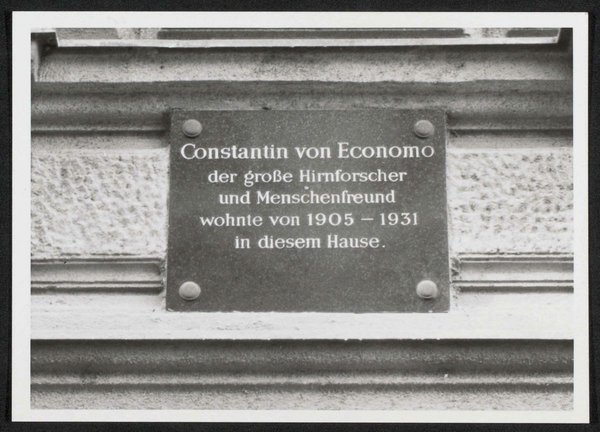 Constantin von Economo
der große Hirnforscher
und Menschenfreund
wohnte von 1905 – 1931
in diesem Hause.